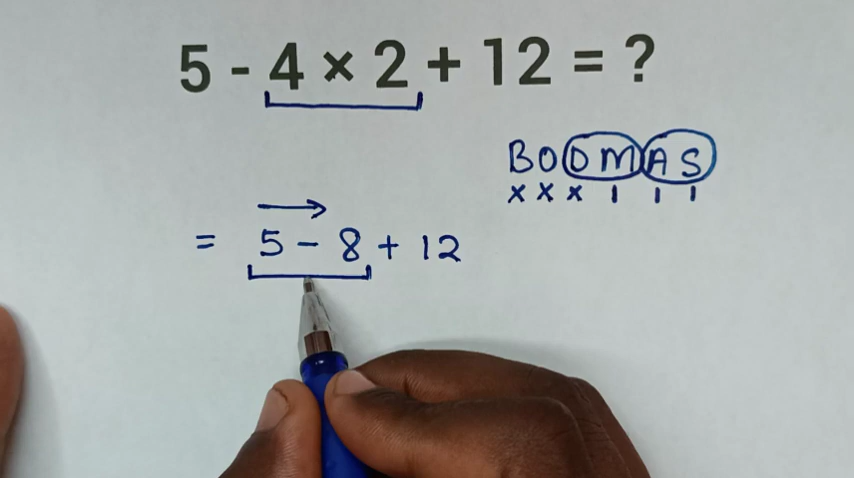 5 - 4 × 2 + 12 = ?
BODMAS
x x x ı ı ı
= 5 - 8 + 12